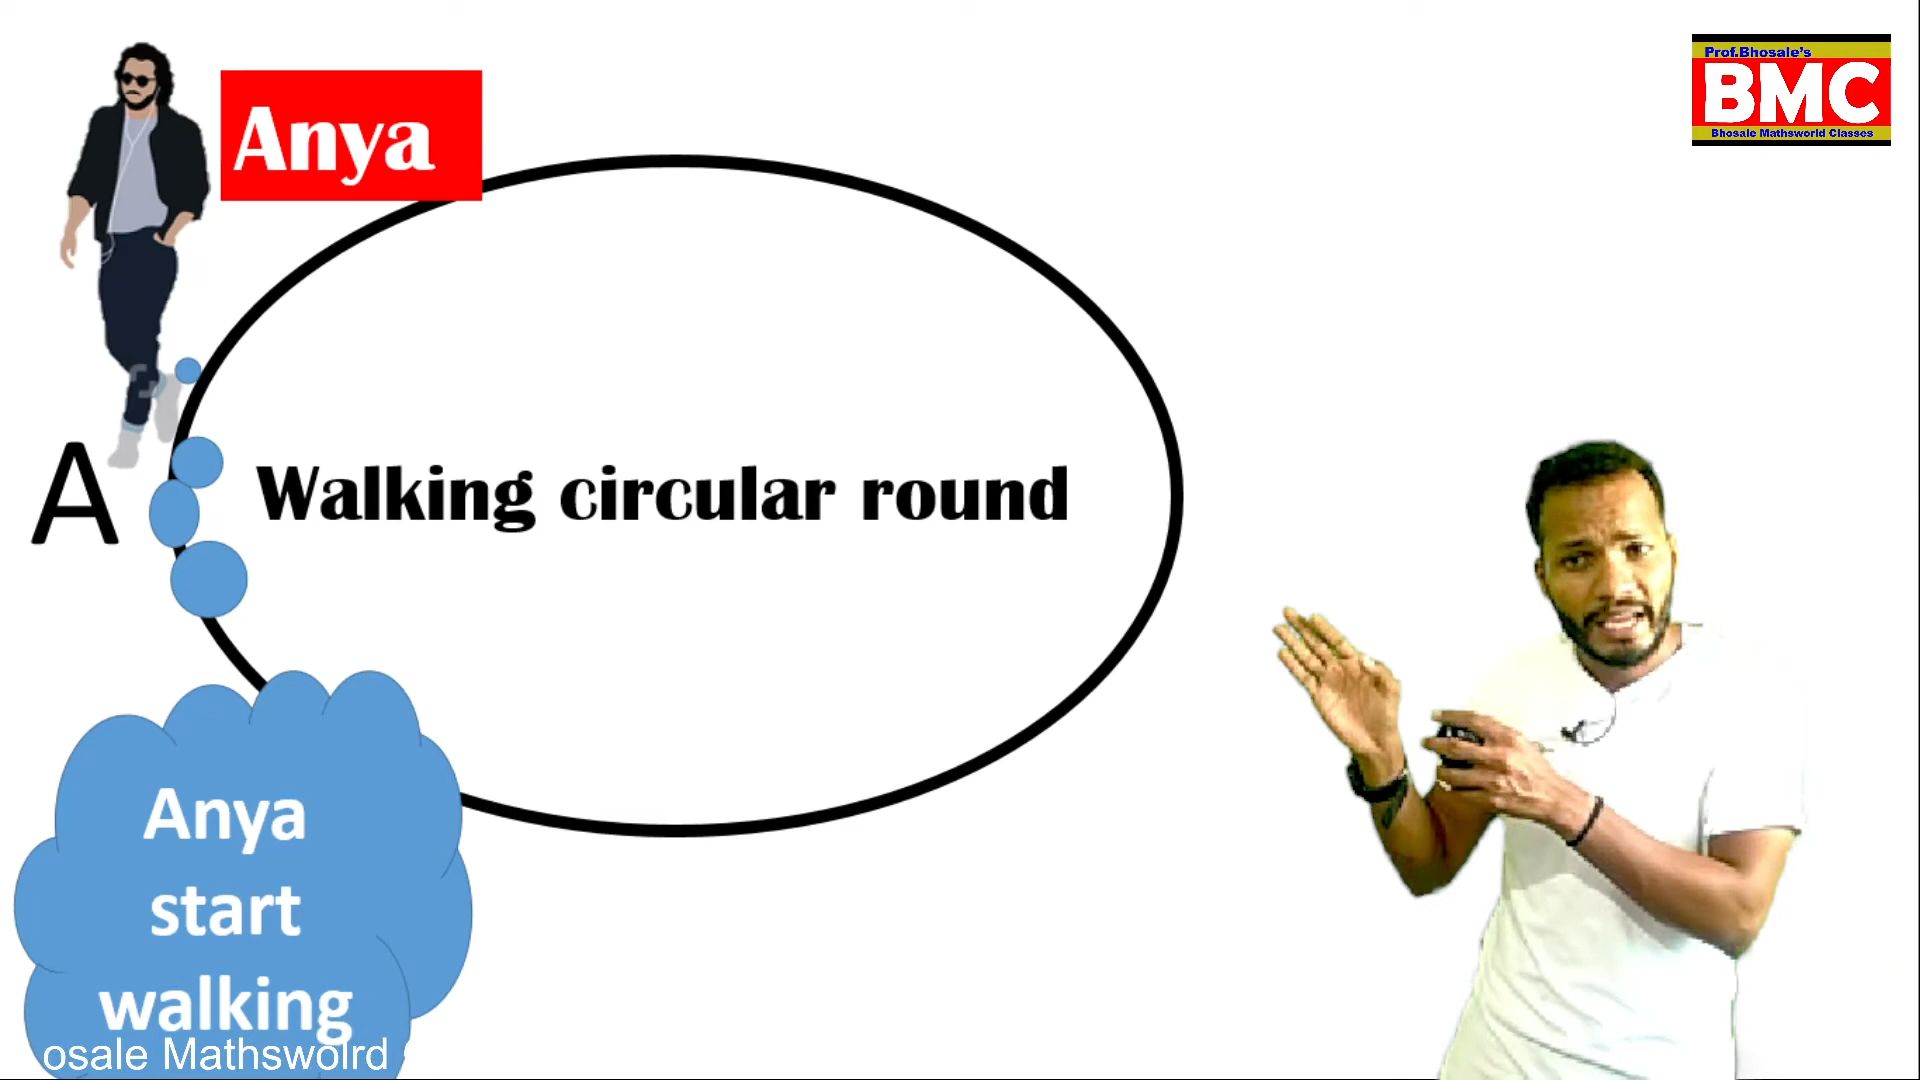 Prof.Bhosale's
BMC
Bhosale Mathsworld Classes
Anya
A
Walking circular round
Anya
start
walking
osale Mathswolrd